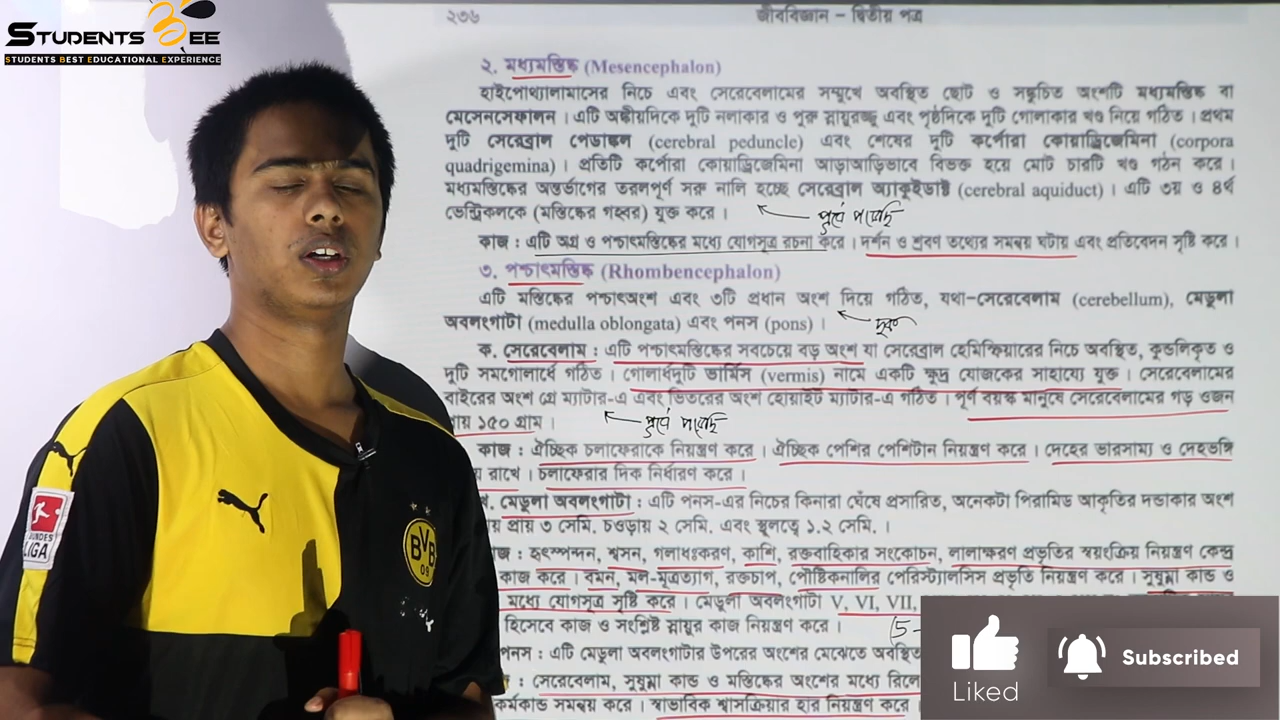 STUDENTS BEE
STUDENTS BEST EDUCATIONAL EXPERIENCE
২৩৬
জীববিজ্ঞান – দ্বিতীয় পত্র
২. মধ্যমস্তিষ্ক (Mesencephalon)
হাইপোথ্যালামাসের নিচে এবং সেরেবেলামের সম্মুখে অবস্থিত ছোট ও সঙ্কুচিত অংশটি মধ্যমস্তিষ্ক বা
মেসেনসেফালন । এটি অঙ্কীয়দিকে দুটি নলাকার ও পুরু স্নায়ুরজ্জু এবং পৃষ্ঠদিকে দুটি গোলাকার খণ্ড নিয়ে গঠিত । প্রথম
দুটি সেরেব্রাল পেডাঙ্কল (cerebral peduncle) এবং শেষের দুটি কর্পোরা কোয়াড্রিজেমিনা (corpora
quadrigemina) । প্রতিটি কর্পোরা কোয়াড্রিজেমিনা আড়াআড়িভাবে বিভক্ত হয়ে মোট চারটি খণ্ড গঠন করে ।
মধ্যমস্তিষ্কের অন্তর্ভাগের তরলপূর্ণ সরু নালি হচ্ছে সেরেব্রাল অ্যাকুইডাক্ট (cerebral aquiduct) । এটি ৩য় ও ৪র্থ
ভেন্ট্রিকলকে (মস্তিষ্কের গহ্বর) যুক্ত করে ।
কাজ : এটি অগ্র ও পশ্চাৎমস্তিষ্কের মধ্যে যোগসূত্র রচনা করে । দর্শন ও শ্রবণ তথ্যের সমন্বয় ঘটায় এবং প্রতিবেদন সৃষ্টি করে ।
৩. পশ্চাৎমস্তিষ্ক (Rhombencephalon)
এটি মস্তিষ্কের পশ্চাৎঅংশ এবং ৩টি প্রধান অংশ দিয়ে গঠিত, যথা–সেরেবেলাম (cerebellum), মেডুলা
অবলংগাটা (medulla oblongata) এবং পনস (pons) ।
ক. সেরেবেলাম : এটি পশ্চাৎমস্তিষ্কের সবচেয়ে বড় অংশ যা সেরেব্রাল হেমিস্ফিয়ারের নিচে অবস্থিত, কুন্ডলিকৃত ও
দুটি সমগোলার্ধে গঠিত । গোলার্ধদুটি ভার্মিস (vermis) নামে একটি ক্ষুদ্র যোজকের সাহায্যে যুক্ত । সেরেবেলামের
বাইরের অংশ গ্রে ম্যাটার-এ এবং ভিতরের অংশ হোয়াইট ম্যাটার-এ গঠিত । পূর্ণ বয়স্ক মানুষে সেরেবেলামের গড় ওজন
১৫০ গ্রাম ।
কাজ : ঐচ্ছিক চলাফেরাকে নিয়ন্ত্রণ করে । ঐচ্ছিক পেশির পেশিটান নিয়ন্ত্রণ করে । দেহের ভারসাম্য ও দেহভঙ্গি
রাখে । চলাফেরার দিক নির্ধারণ করে ।
মেডুলা অবলংগাটা : এটি পনস-এর নিচের কিনারা ঘেঁষে প্রসারিত, অনেকটা পিরামিড আকৃতির দন্ডাকার অংশ
প্রায় ৩ সেমি. চওড়ায় ২ সেমি. এবং স্থূলত্বে ১.২ সেমি. ।
হৃৎস্পন্দন, শ্বসন, গলাধঃকরণ, কাশি, রক্তবাহিকার সংকোচন, লালাক্ষরণ প্রভৃতির স্বয়ংক্রিয় নিয়ন্ত্রণ কেন্দ্র
কাজ করে । বমন, মল-মূত্রত্যাগ, রক্তচাপ, পৌষ্টিকনালির পেরিস্ট্যালসিস প্রভৃতি নিয়ন্ত্রণ করে । সুষুম্না কান্ড ও
মধ্যে যোগসূত্র সৃষ্টি করে । মেডুলা অবলংগাটা V, VI, VII,
হিসেবে কাজ ও সংশ্লিষ্ট স্নায়ুর কাজ নিয়ন্ত্রণ করে ।
পনস : এটি মেডুলা অবলংগাটার উপরের অংশের মেঝেতে অবস্থিত
: সেরেবেলাম, সুষুম্না কান্ড ও মস্তিষ্কের অংশের মধ্যে
কর্মকান্ড সমন্বয় করে । স্বাভাবিক শ্বাসক্রিয়ার হার নিয়ন্ত্রণ করে ।
BVB
09
Liked
Subscribed